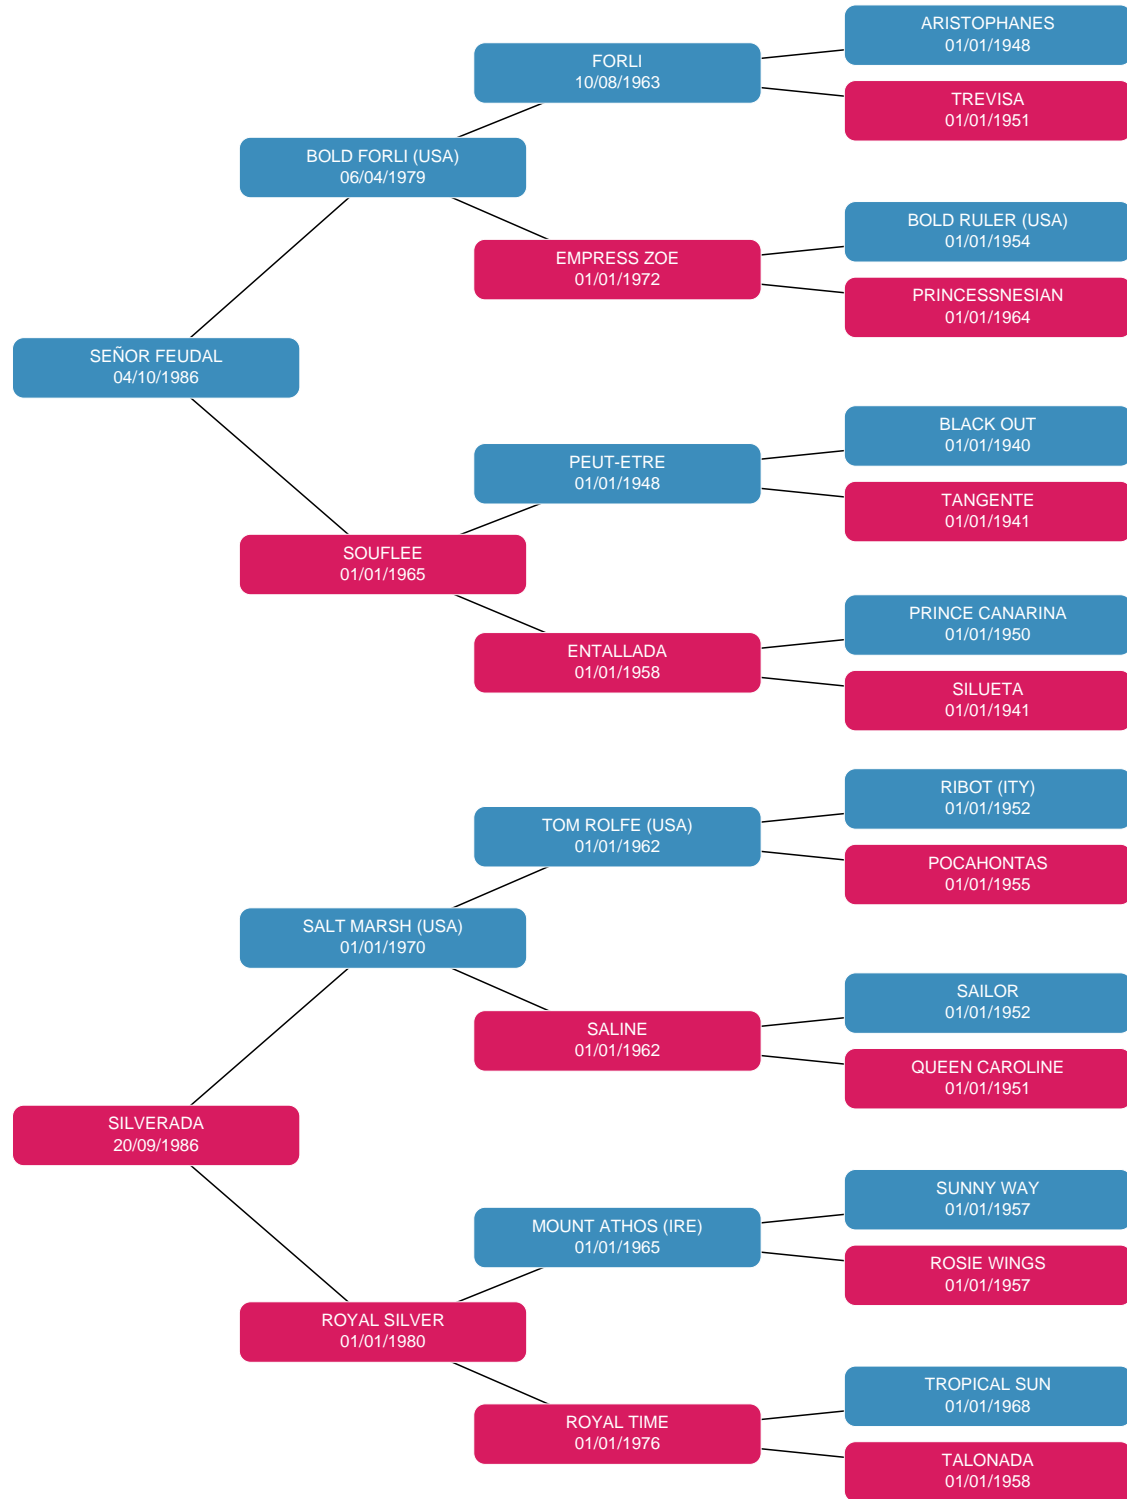 ARISTOPHANES
01/01/1948
FORLI
10/08/1963
TREVISA
01/01/1951
BOLD FORLI (USA)
06/04/1979
BOLD RULER (USA)
01/01/1954
EMPRESS ZOE
01/01/1972
PRINCESSNESIAN
01/01/1964
SEÑOR FEUDAL
04/10/1986
BLACK OUT
01/01/1940
PEUT-ETRE
01/01/1948
TANGENTE
01/01/1941
SOUFLEE
01/01/1965
PRINCE CANARINA
01/01/1950
ENTALLADA
01/01/1958
SILUETA
01/01/1941
RIBOT (ITY)
01/01/1952
TOM ROLFE (USA)
01/01/1962
POCAHONTAS
01/01/1955
SALT MARSH (USA)
01/01/1970
SAILOR
01/01/1952
SALINE
01/01/1962
QUEEN CAROLINE
01/01/1951
SILVERADA
20/09/1986
SUNNY WAY
01/01/1957
MOUNT ATHOS (IRE)
01/01/1965
ROSIE WINGS
01/01/1957
ROYAL SILVER
01/01/1980
TROPICAL SUN
01/01/1968
ROYAL TIME
01/01/1976
TALONADA
01/01/1958